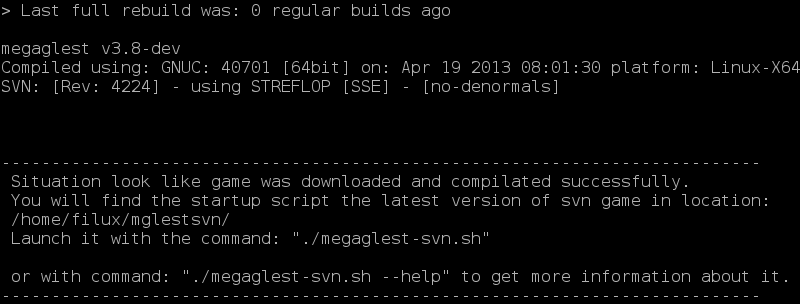 > Last full rebuild was: 0 regular builds ago
megaglest v3.8-dev
Compiled using: GNUC: 40701 [64bit] on: Apr 19 2013 08:01:30 platform: Linux-X64
SVN: [Rev: 4224] - using STREFLOP [SSE] - [no-denormals]
----------------------------------------------------------------------------
Situation look like game was downloaded and compilated successfully.
You will find the startup script the latest version of svn game in location:
/home/filux/mglestsvn/
Launch it with the command: "./megaglest-svn.sh"
or with command: "./megaglest-svn.sh --help" to get more information about it.
--------------------------------------------------------------------------------